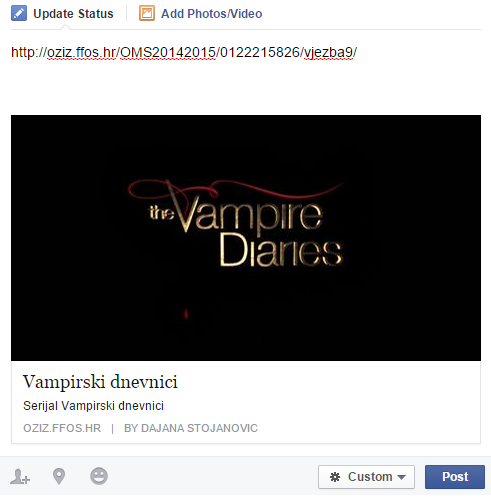 Update Status Add Photos/Video
http://oziz.ffos.hr/OMS20142015/0122215826/vjezba9/
the Vampire
Diaries
Vampirski dnevnici
Serijal Vampirski dnevnici
OZIZ.FFOS.HR | BY DAJANA STOJANOVIC
Custom Post